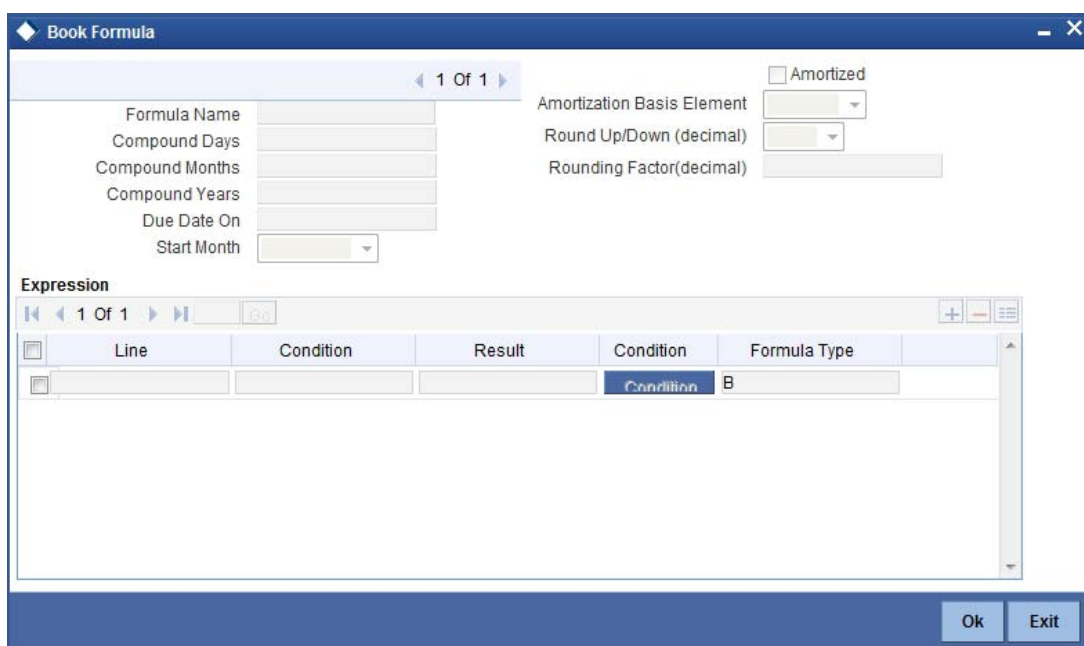 Book Formula
1 Of 1
Formula Name
Compound Days
Compound Months
Compound Years
Due Date On
Start Month
Amortized
Amortization Basis Element
Round Up/Down (decimal)
Rounding Factor(decimal)
Expression
1 Of 1 Go
Line Condition Result Condition Formula Type
Condition B
Ok Exit